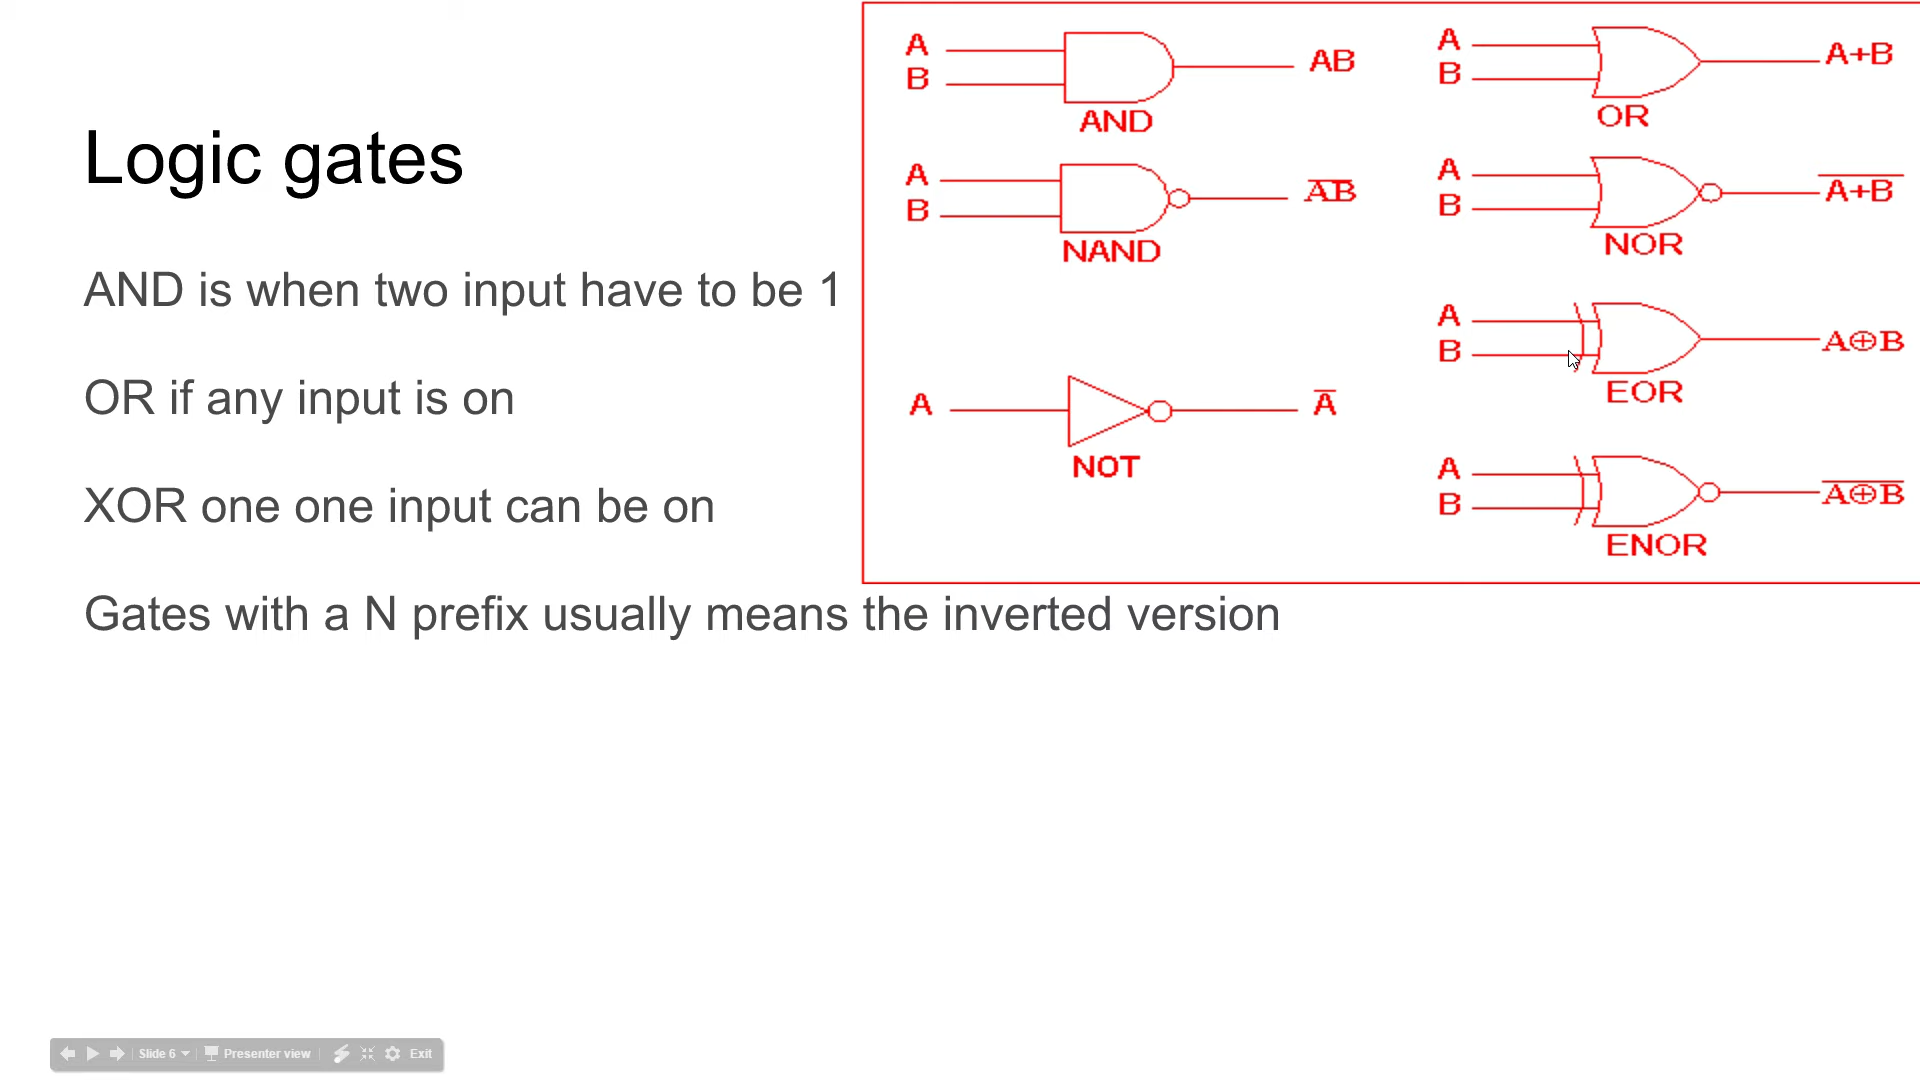 Logic gates
AND is when two input have to be 1
OR if any input is on
XOR one one input can be on
Gates with a N prefix usually means the inverted version
A
B
AB
AND
A
B
A+B
OR
A
B
A̅B̅
NAND
A
B
A̅+̅B̅
NOR
A
B
A⊕B
EOR
A
A̅
NOT
A
B
A̅⊕̅B̅
ENOR
Slide 6
Presenter view
Exit